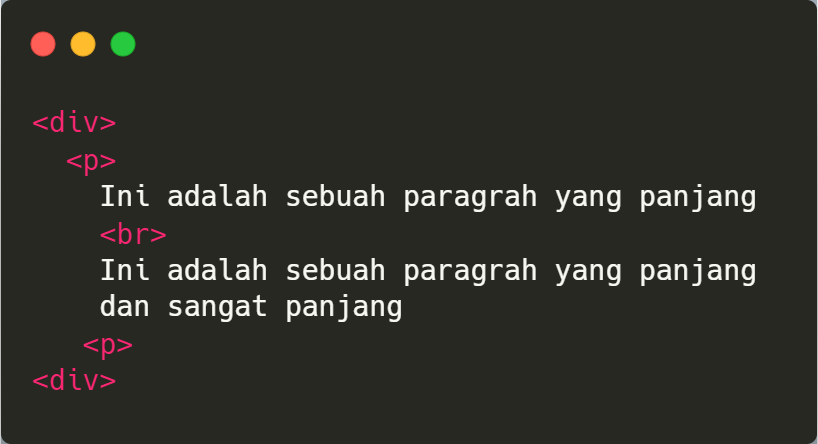 <div>
<p>
Ini adalah sebuah paragrah yang panjang
<br>
Ini adalah sebuah paragrah yang panjang
dan sangat panjang
<p>
<div>